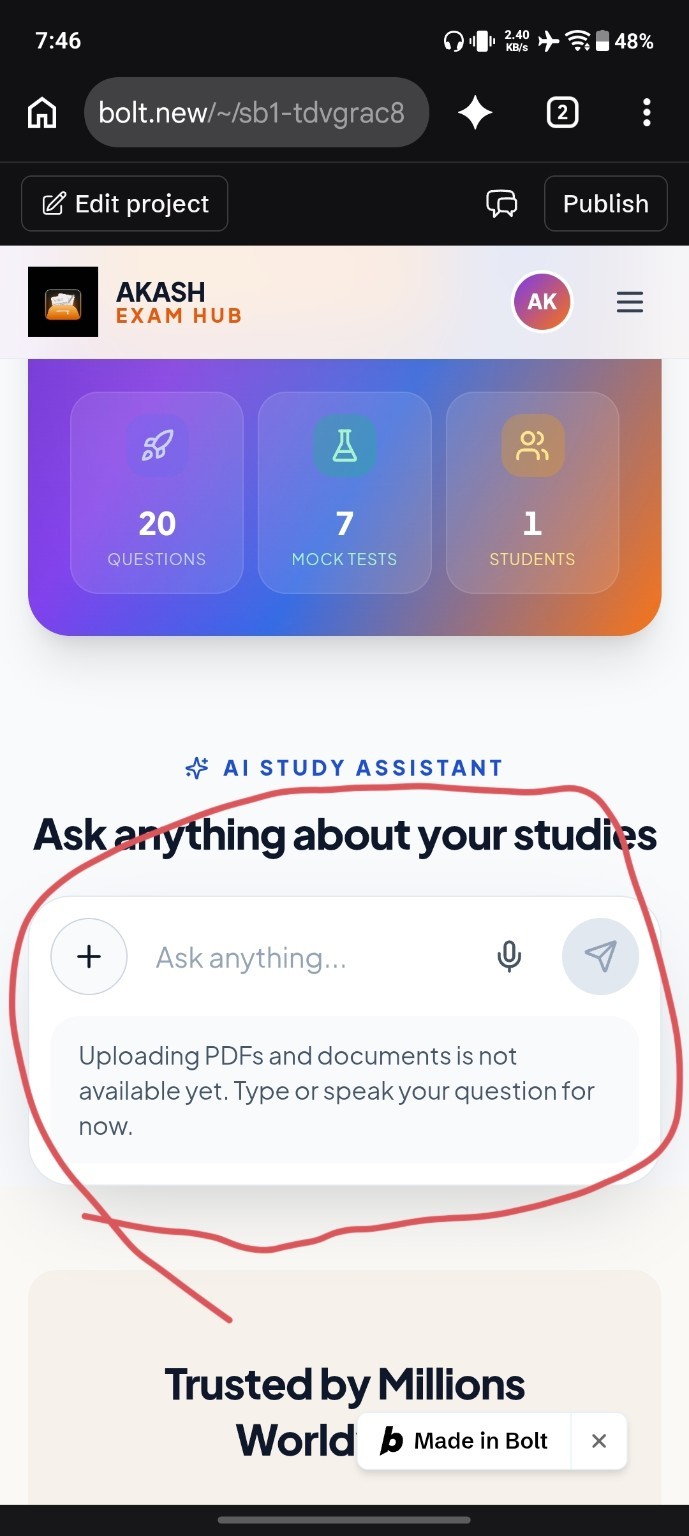 7:46
2.40
KB/s
48%
bolt.new/~/sb1-tdvgrac8
2
Edit project
Publish
AKASH
EXAM HUB
AK
20
7
1
QUESTIONS
MOCK TESTS
STUDENTS
AI STUDY ASSISTANT
Ask anything about your studies
Ask anything...
Uploading PDFs and documents is not
available yet. Type or speak your question for
now.
Trusted by Millions
World
b Made in Bolt